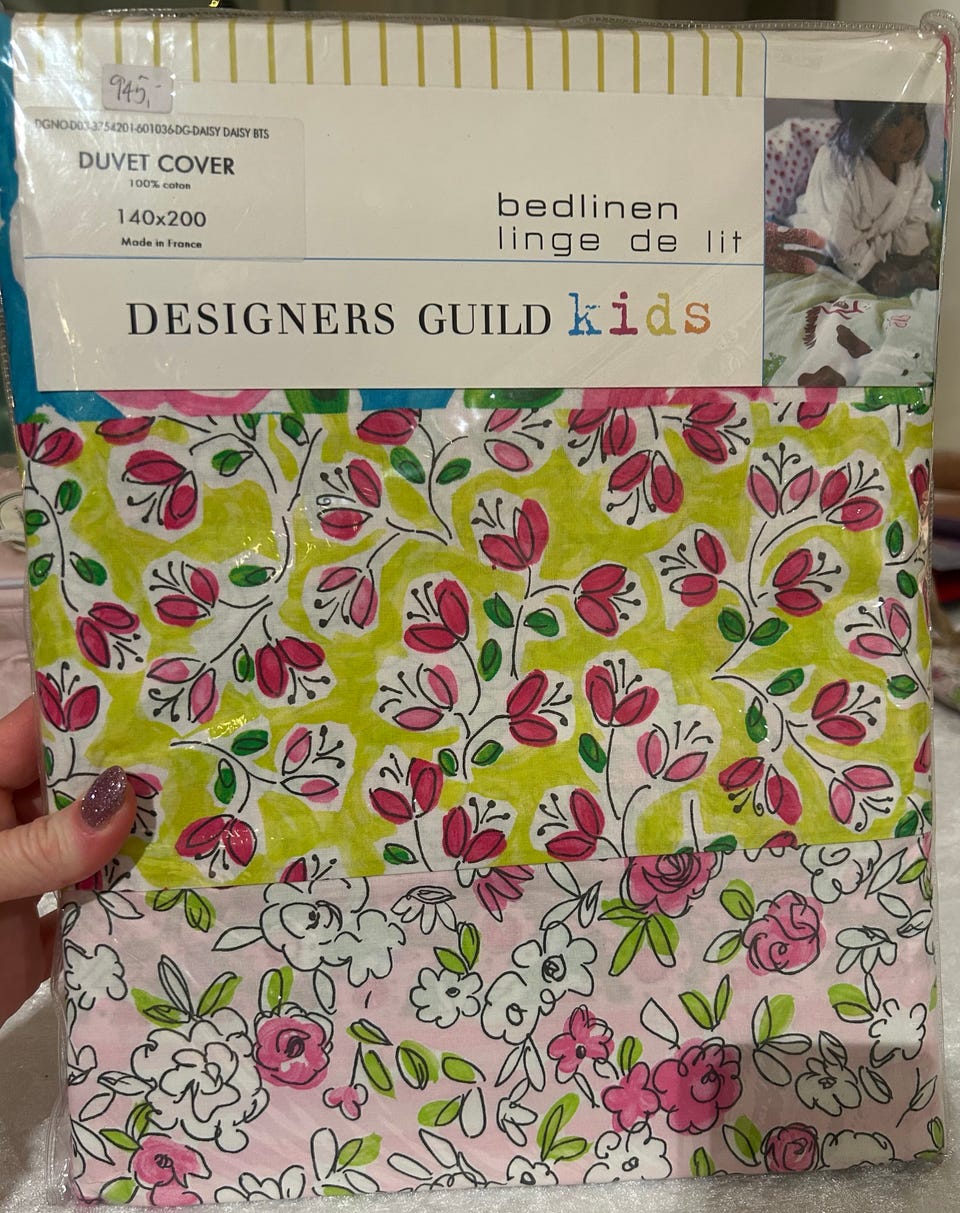 945,-
DGNO-D03-3754201-601036-DG-DAISY DAISY BTS
DUVET COVER
100% coton
140x200
Made in France
bedlinen
linge de lit
DESIGNERS GUILD kids